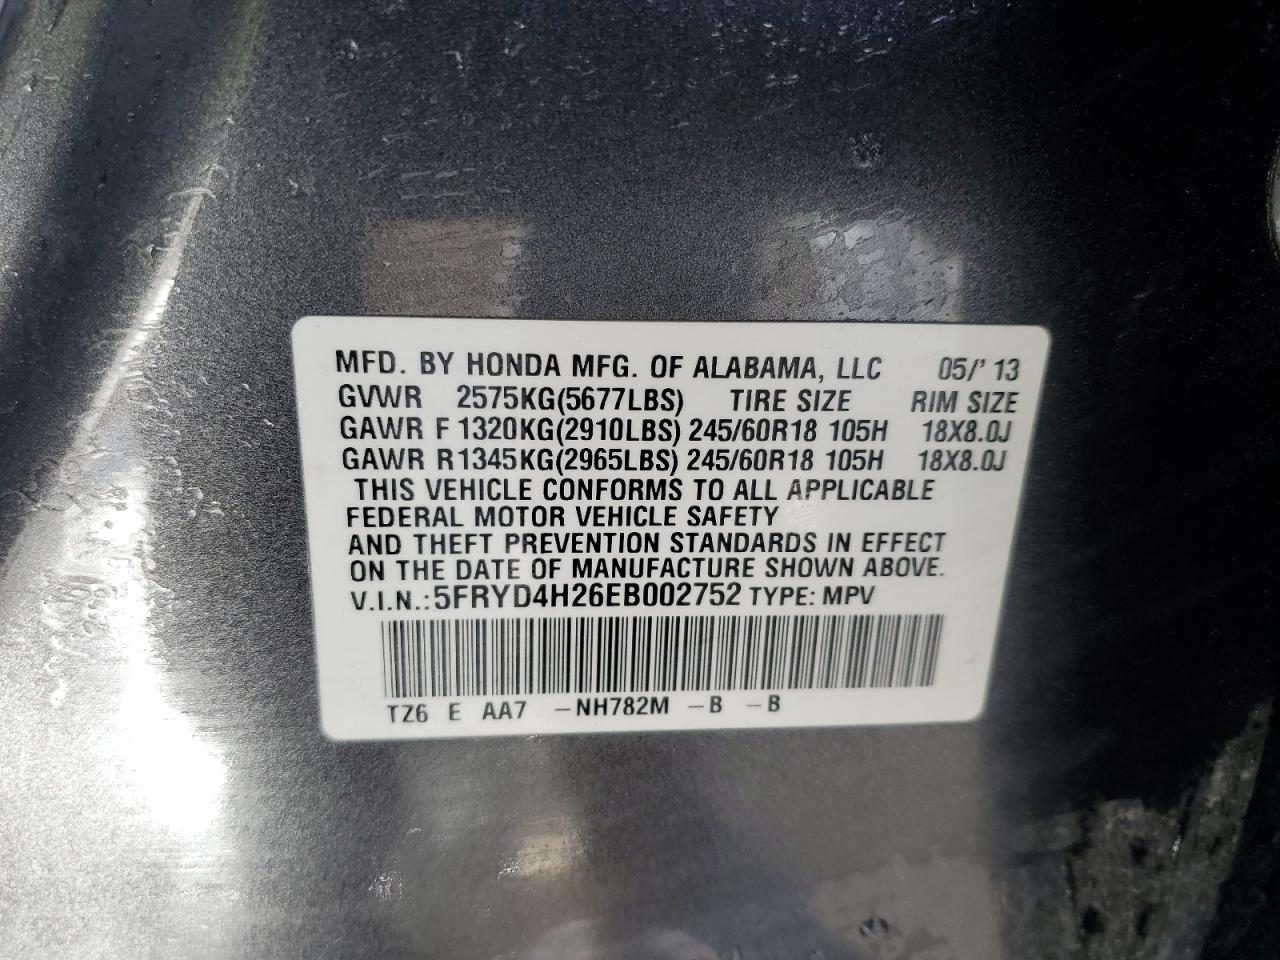 MFD. BY HONDA MFG. OF ALABAMA, LLC 05/' 13
GVWR 2575KG(5677LBS) TIRE SIZE RIM SIZE
GAWR F 1320KG(2910LBS) 245/60R18 105H 18X8.0J
GAWR R1345KG(2965LBS) 245/60R18 105H 18X8.0J
THIS VEHICLE CONFORMS TO ALL APPLICABLE
FEDERAL MOTOR VEHICLE SAFETY
AND THEFT PREVENTION STANDARDS IN EFFECT
ON THE DATE OF MANUFACTURE SHOWN ABOVE.
V.I.N.: 5FRYD4H26EB002752 TYPE: MPV
TZ6 E AA7 –NH782M –B –B